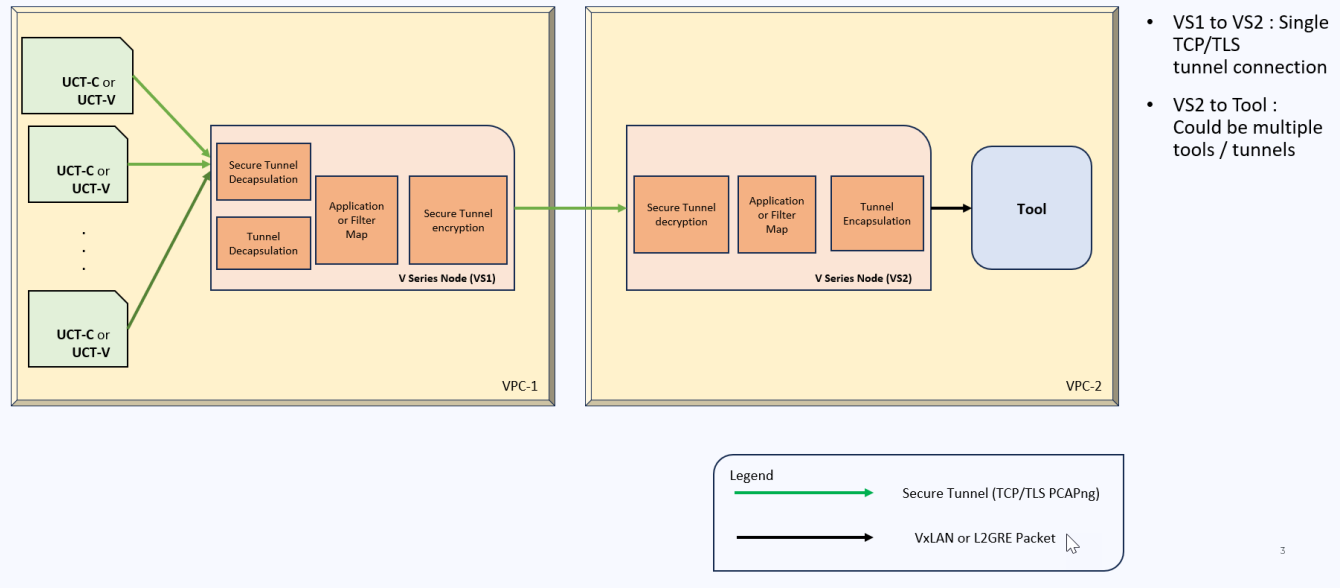 UCT-C or
UCT-V
UCT-C or
UCT-V
.
.
.
UCT-C or
UCT-V
Secure Tunnel
Decapsulation
Tunnel
Decapsulation
Application
or Filter
Map
Secure Tunnel
encryption
V Series Node (VS1)
VPC-1
Secure Tunnel
decryption
Application
or Filter
Map
Tunnel
Encapsulation
V Series Node (VS2)
Tool
VPC-2
• VS1 to VS2 : Single
TCP/TLS
tunnel connection
• VS2 to Tool :
Could be multiple
tools / tunnels
Legend
Secure Tunnel (TCP/TLS PCAPng)
VxLAN or L2GRE Packet
3